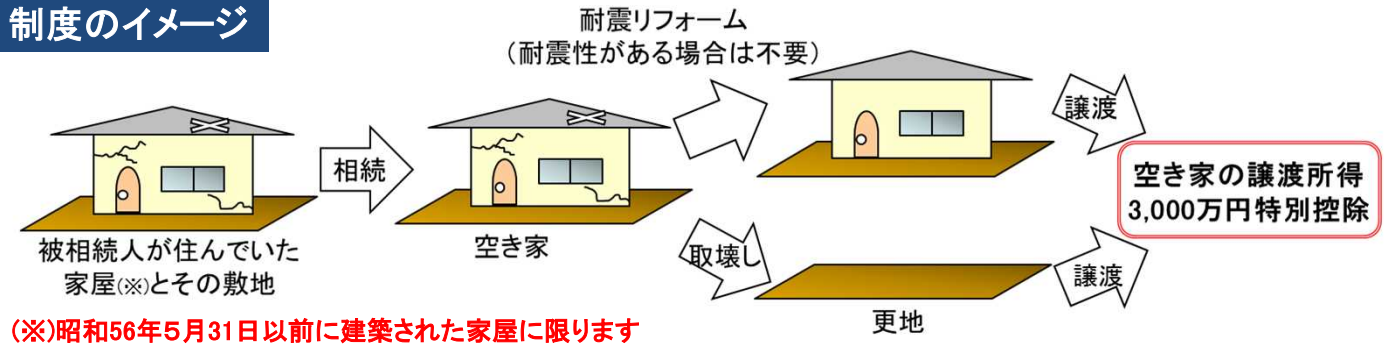 制度のイメージ
耐震リフォーム
（耐震性がある場合は不要）
相続
譲渡
空き家の譲渡所得
3,000万円特別控除
被相続人が住んでいた
家屋(※)とその敷地
空き家
取壊し
譲渡
更地
(※)昭和56年５月31日以前に建築された家屋に限ります